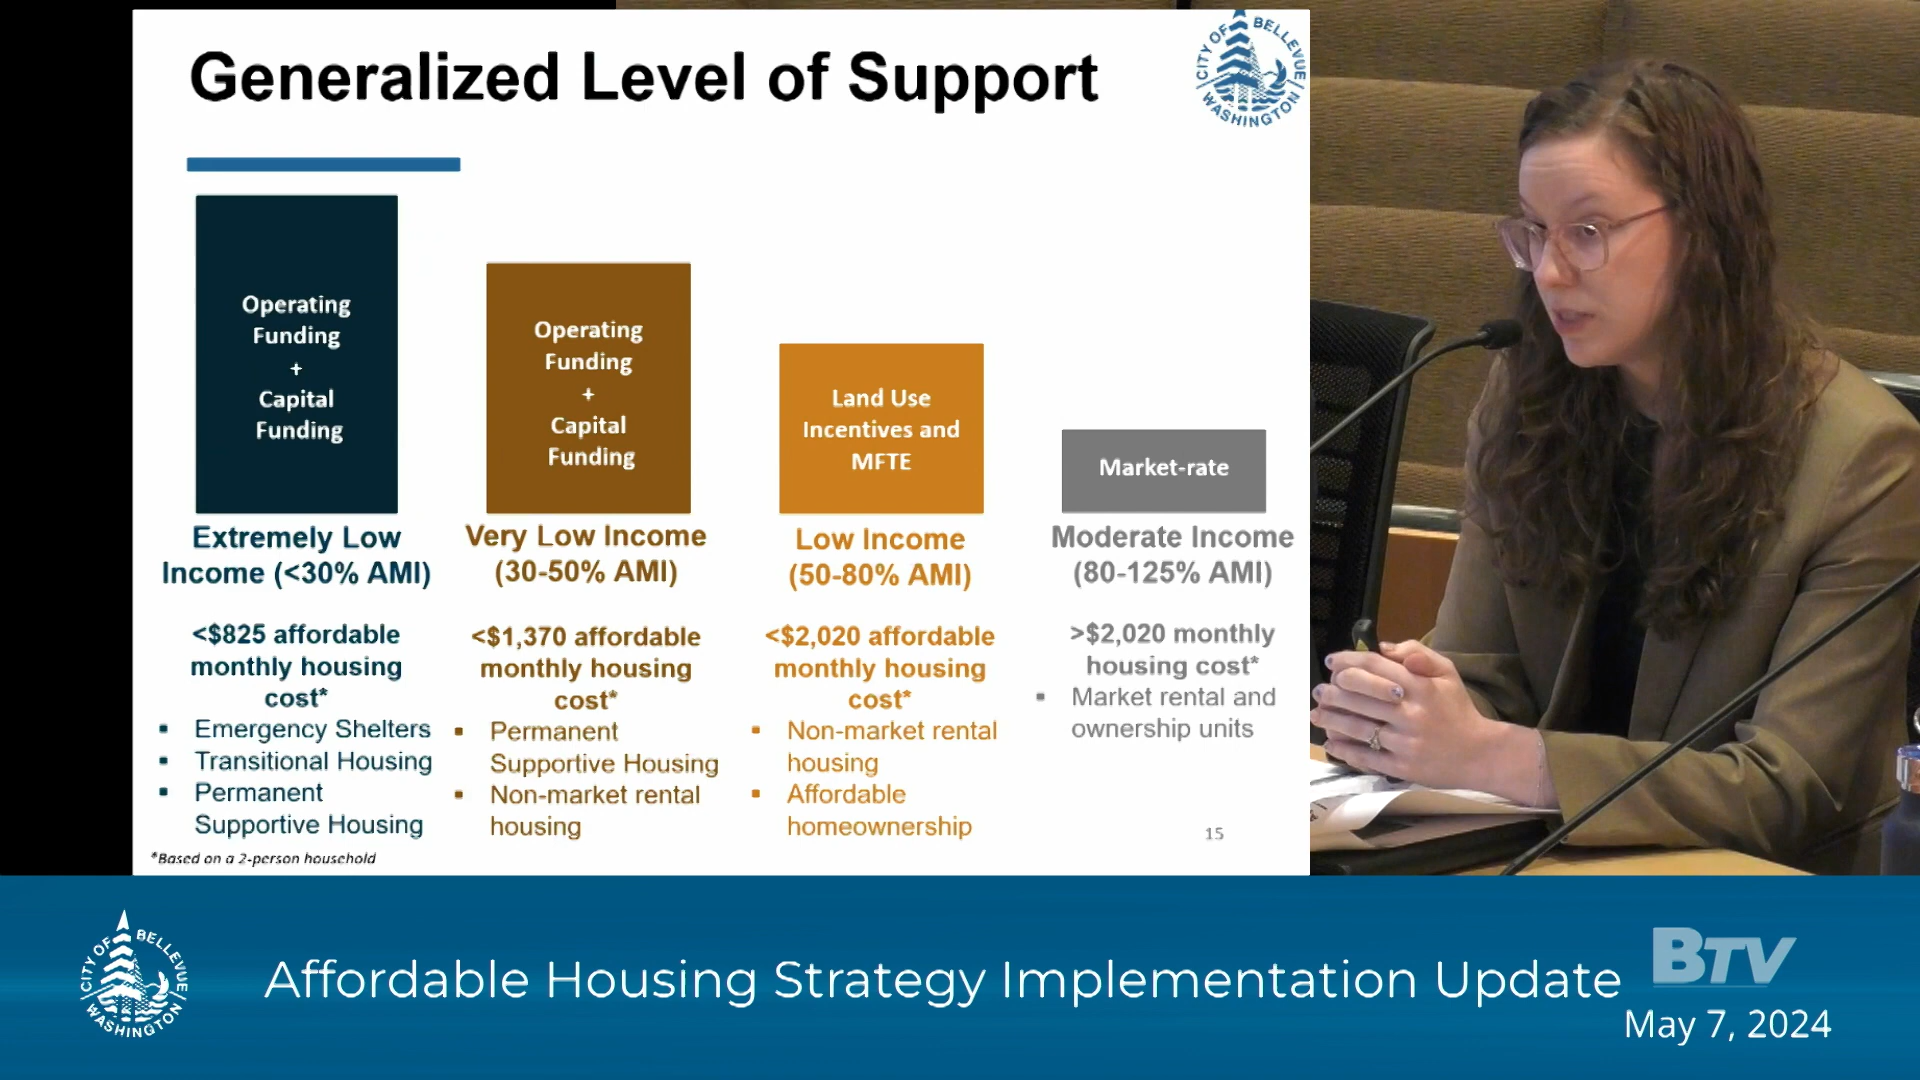 Generalized Level of Support
CITY OF BELLEVUE
WASHINGTON
Operating
Funding
+
Capital
Funding
Operating
Funding
+
Capital
Funding
Land Use
Incentives and
MFTE
Market-rate
Extremely Low
Income (<30% AMI)
Very Low Income
(30-50% AMI)
Low Income
(50-80% AMI)
Moderate Income
(80-125% AMI)
<$825 affordable
monthly housing
cost*
▪ Emergency Shelters
▪ Transitional Housing
▪ Permanent
Supportive Housing
<$1,370 affordable
monthly housing
cost*
▪ Permanent
Supportive Housing
▪ Non-market rental
housing
<$2,020 affordable
monthly housing
cost*
▪ Non-market rental
housing
▪ Affordable
homeownership
>$2,020 monthly
housing cost*
▪ Market rental and
ownership units
15
*Based on a 2-person household
CITY OF BELLEVUE
WASHINGTON
Affordable Housing Strategy Implementation Update
BTV
May 7, 2024